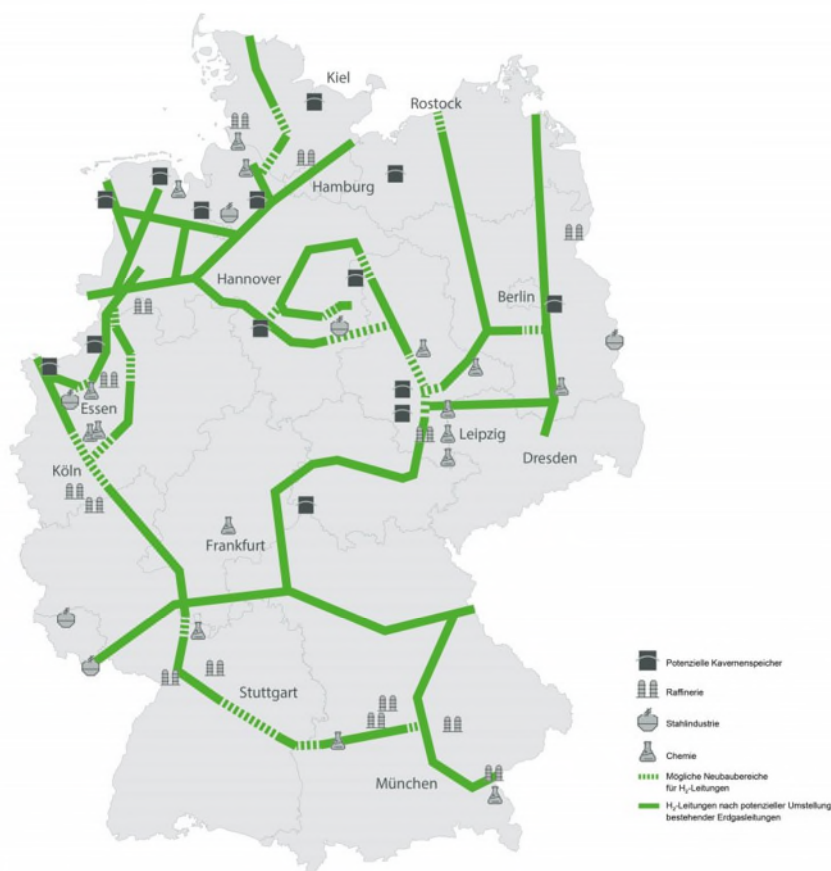 Kiel
Rostock
Hamburg
Hannover
Berlin
Essen
Leipzig
Köln
Dresden
Frankfurt
Stuttgart
München
Potenzielle Kavernenspeicher
Raffinerie
Stahlindustrie
Chemie
Mögliche Neubaubereiche
für H₂-Leitungen
H₂-Leitungen nach potenzieller Umstellung
bestehender Erdgasleitungen